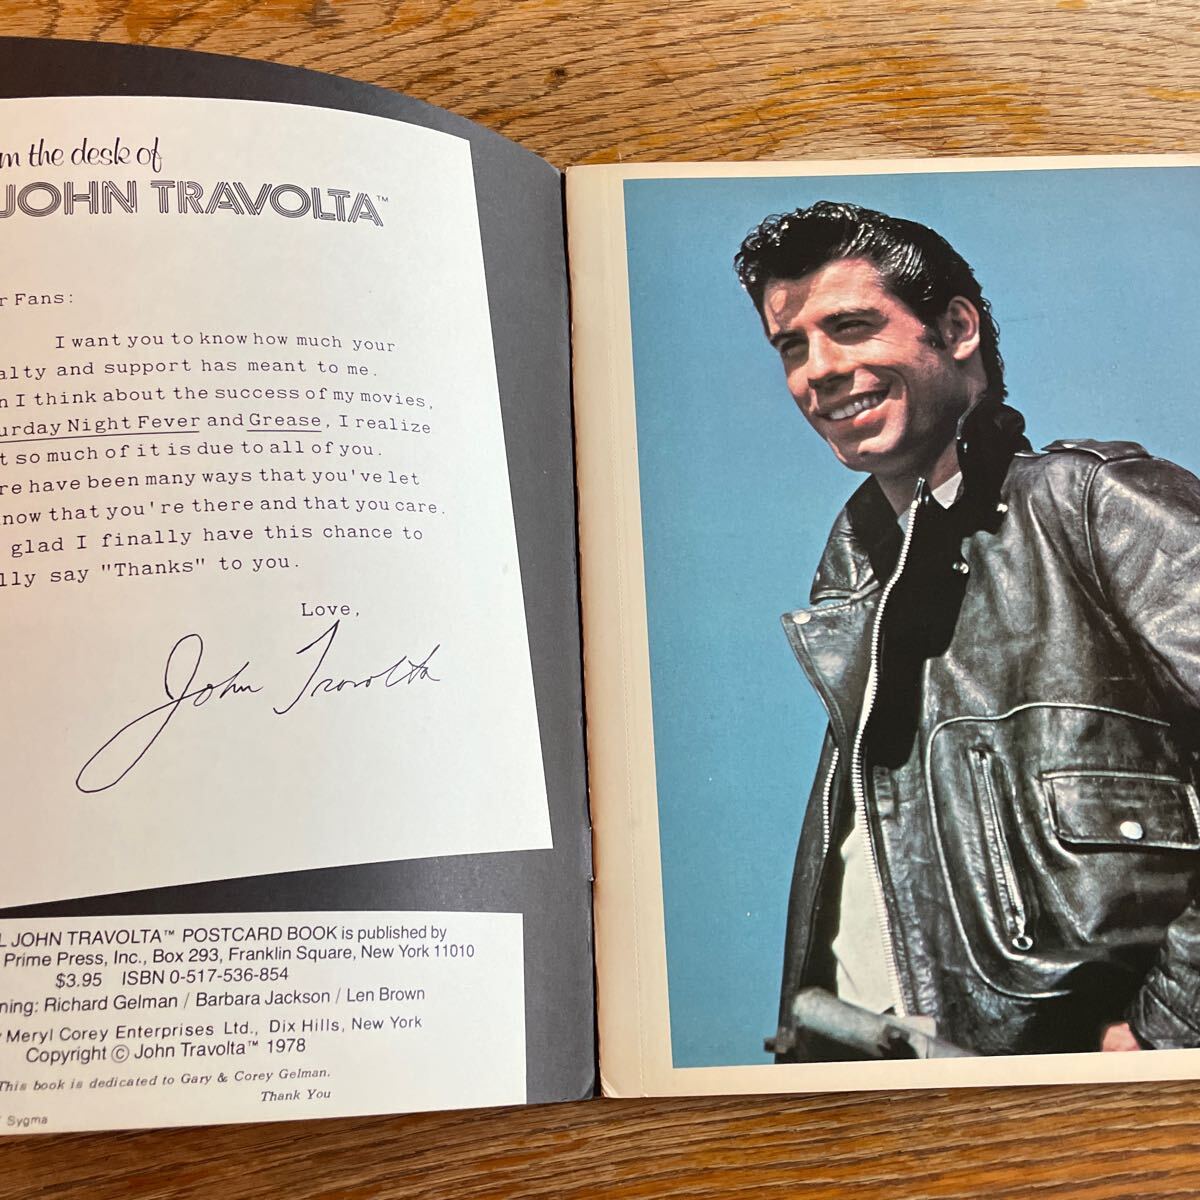 m the desk of
JOHN TRAVOLTA™
r Fans:
I want you to know how much your
alty and support has meant to me.
n I think about the success of my movies,
urday Night Fever and Grease, I realize
t so much of it is due to all of you.
re have been many ways that you've let
now that you're there and that you care.
glad I finally have this chance to
lly say "Thanks" to you.
Love,
John Travolta
L JOHN TRAVOLTA™ POSTCARD BOOK is published by
Prime Press, Inc., Box 293, Franklin Square, New York 11010
$3.95 ISBN 0-517-536-854
ning: Richard Gelman / Barbara Jackson / Len Brown
Meryl Corey Enterprises Ltd., Dix Hills, New York
Copyright © John Travolta™ 1978
This book is dedicated to Gary & Corey Gelman.
Thank You
Sygma